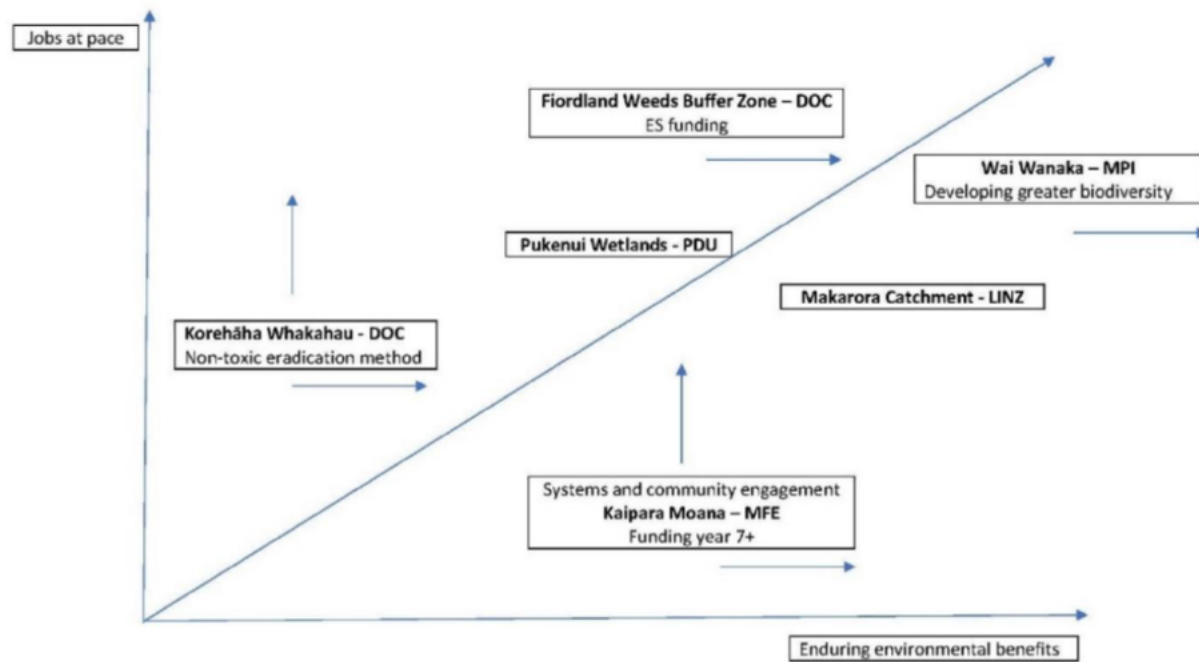 Jobs at pace
Fiordland Weeds Buffer Zone – DOC
ES funding
Wai Wanaka – MPI
Developing greater biodiversity
Pukenui Wetlands - PDU
Makarora Catchment - LINZ
Korehāha Whakahau - DOC
Non-toxic eradication method
Systems and community engagement
Kaipara Moana – MFE
Funding year 7+
Enduring environmental benefits